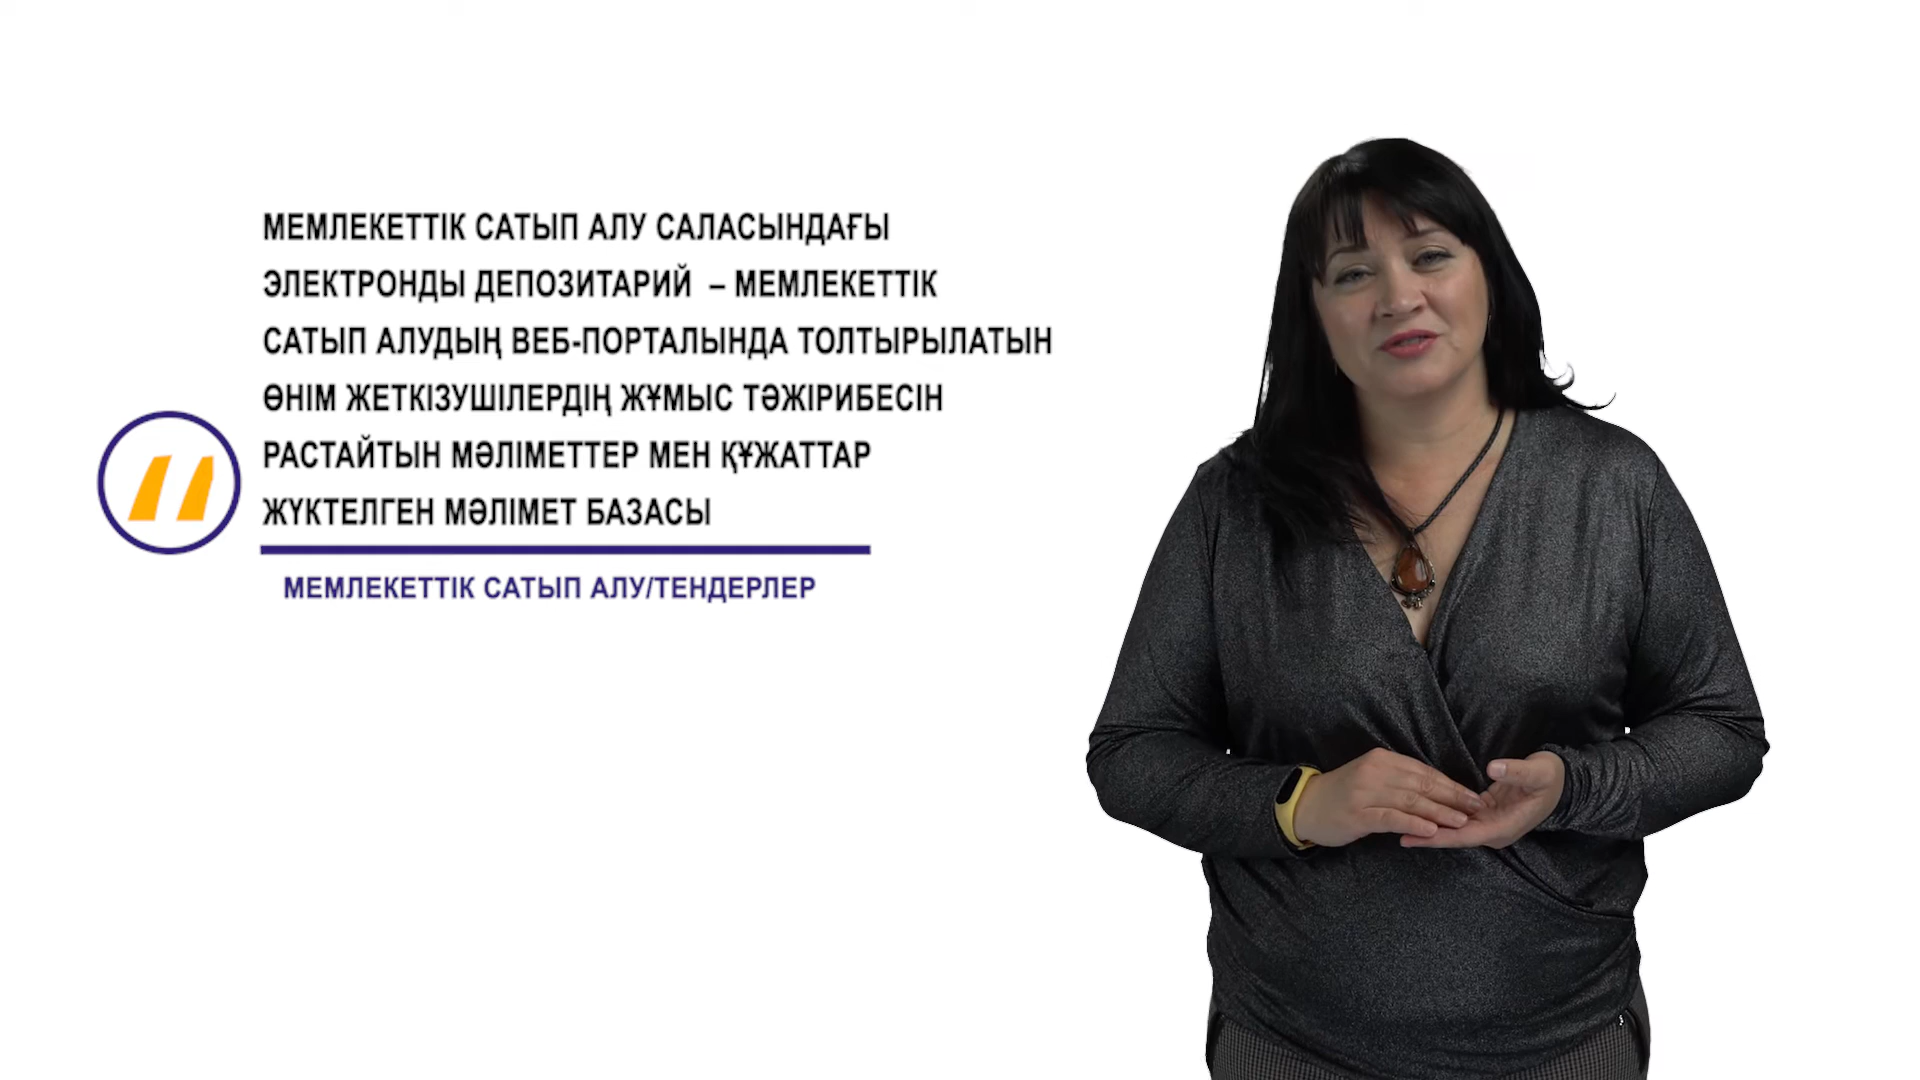 МЕМЛЕКЕТТІК САТЫП АЛУ САЛАСЫНДАҒЫ
ЭЛЕКТРОНДЫ ДЕПОЗИТАРИЙ – МЕМЛЕКЕТТІК
САТЫП АЛУДЫҢ ВЕБ-ПОРТАЛЫНДА ТОЛТЫРЫЛАТЫН
ӨНІМ ЖЕТКІЗУШІЛЕРДІҢ ЖҰМЫС ТӘЖІРИБЕСІН
РАСТАЙТЫН МӘЛІМЕТТЕР МЕН ҚҰЖАТТАР
ЖҮКТЕЛГЕН МӘЛІМЕТ БАЗАСЫ
МЕМЛЕКЕТТІК САТЫП АЛУ/ТЕНДЕРЛЕР